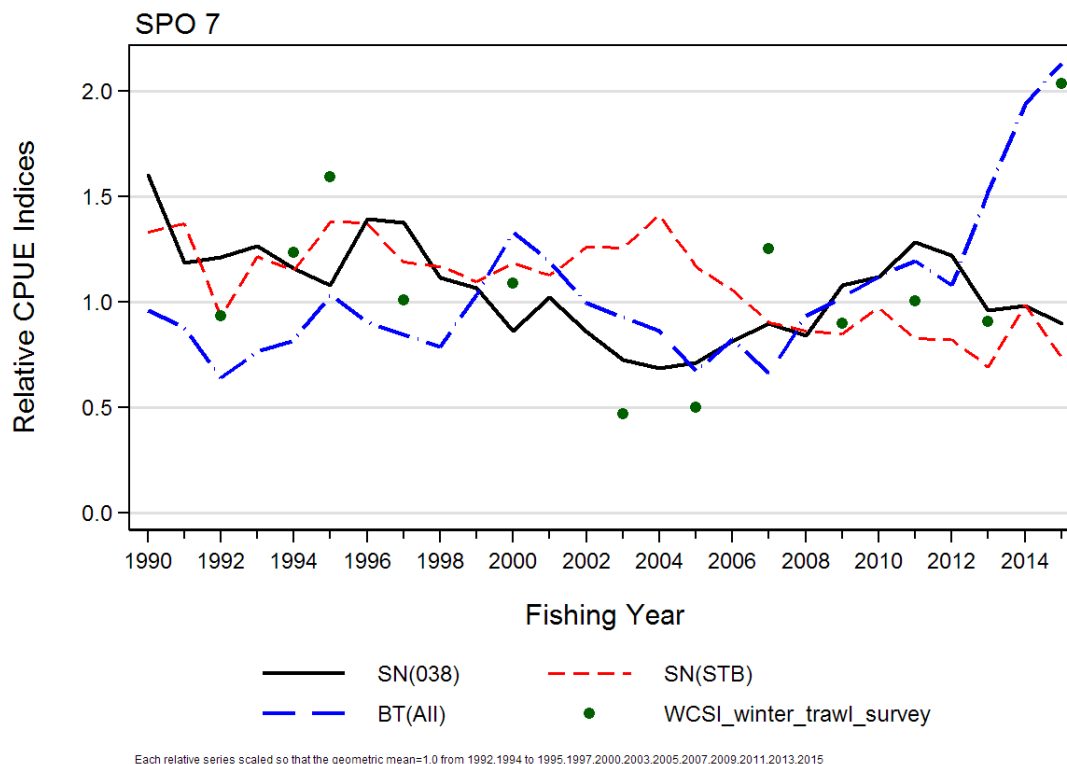 SPO 7
Relative CPUE Indices
2.0
1.5
1.0
0.5
0.0
1990 1992 1994 1996 1998 2000 2002 2004 2006 2008 2010 2012 2014
Fishing Year
SN(038) SN(STB)
BT(All) WCSI_winter_trawl_survey
Each relative series scaled so that the geometric mean=1.0 from 1992.1994 to 1995.1997.2000.2003.2005.2007.2009.2011.2013.2015